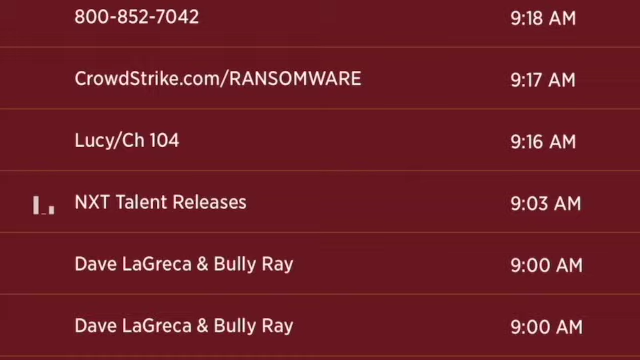 800-852-7042 9:18 AM
CrowdStrike.com/RANSOMWARE 9:17 AM
Lucy/Ch 104 9:16 AM
NXT Talent Releases 9:03 AM
Dave LaGreca & Bully Ray 9:00 AM
Dave LaGreca & Bully Ray 9:00 AM